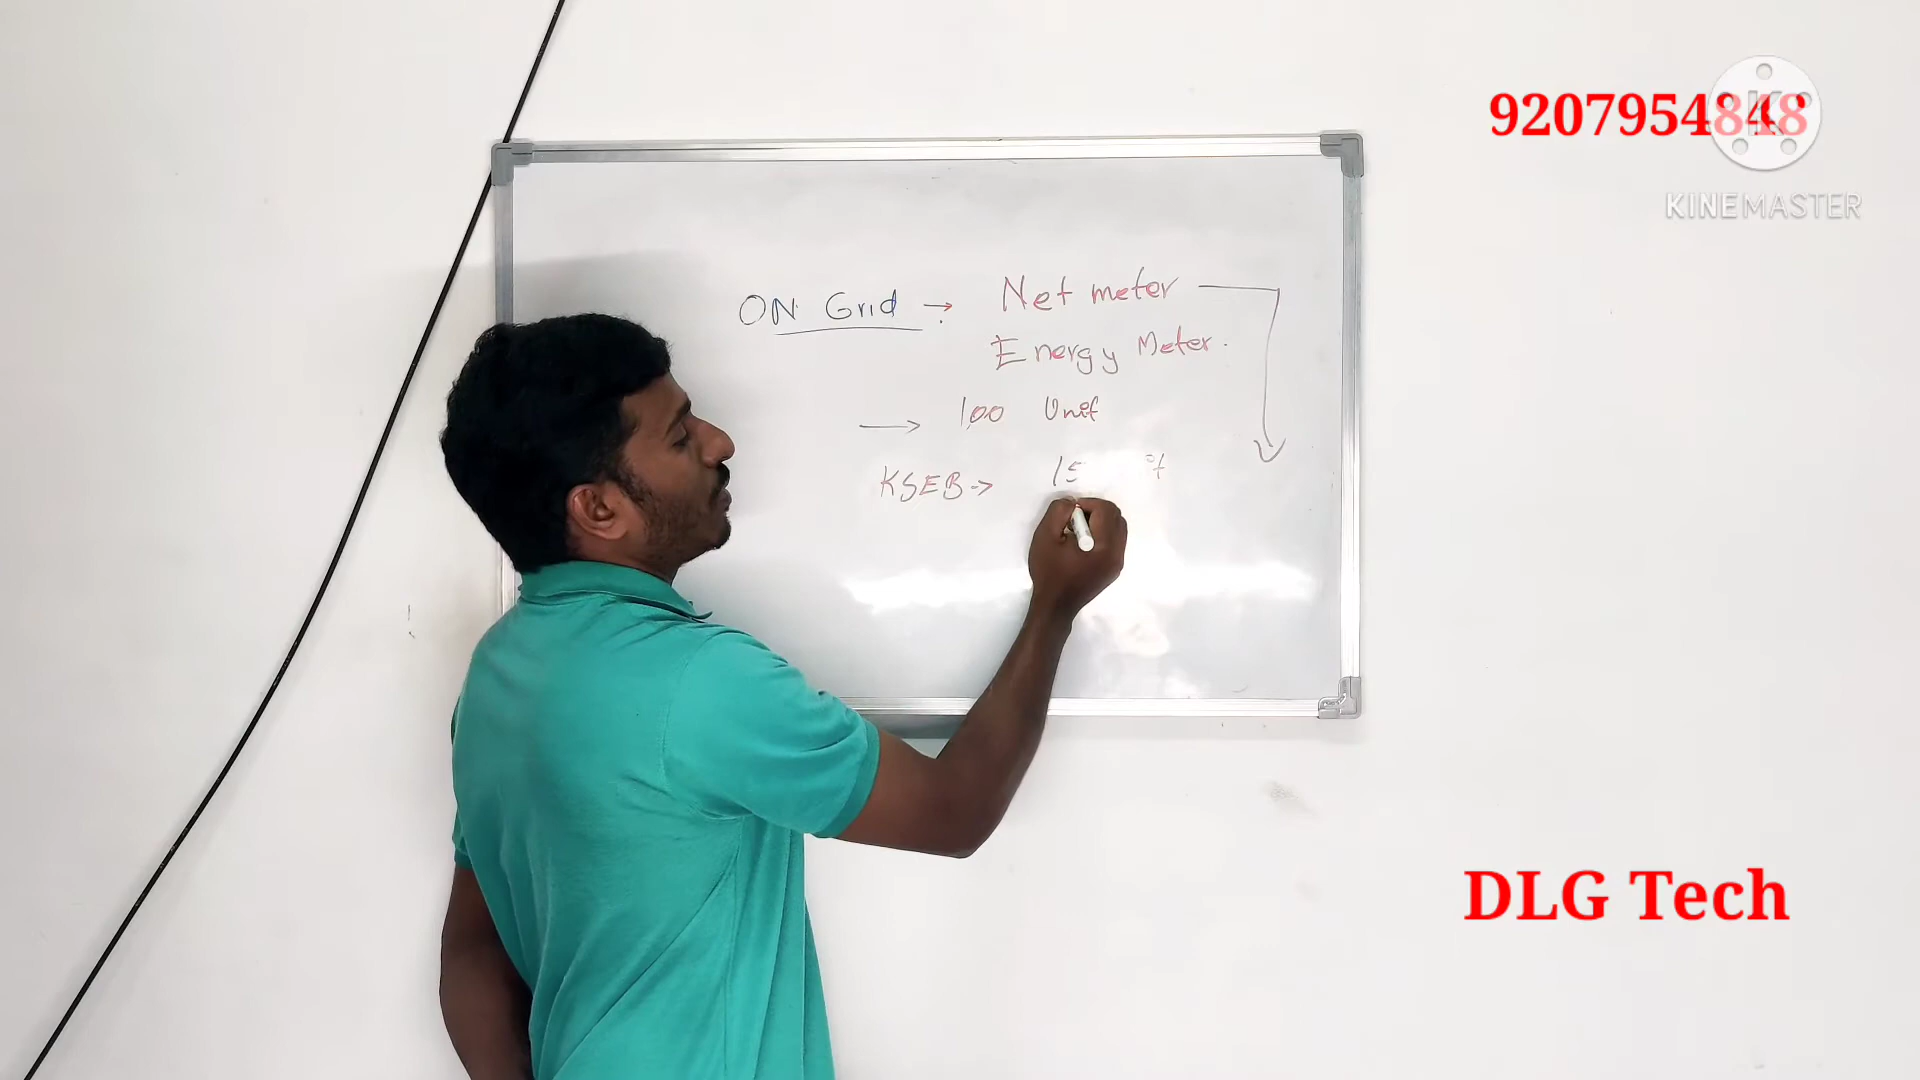 9207954848
KINEMASTER
ON Grid → Net meter
Energy Meter.
→ 100 Unit
KSEB →
DLG Tech